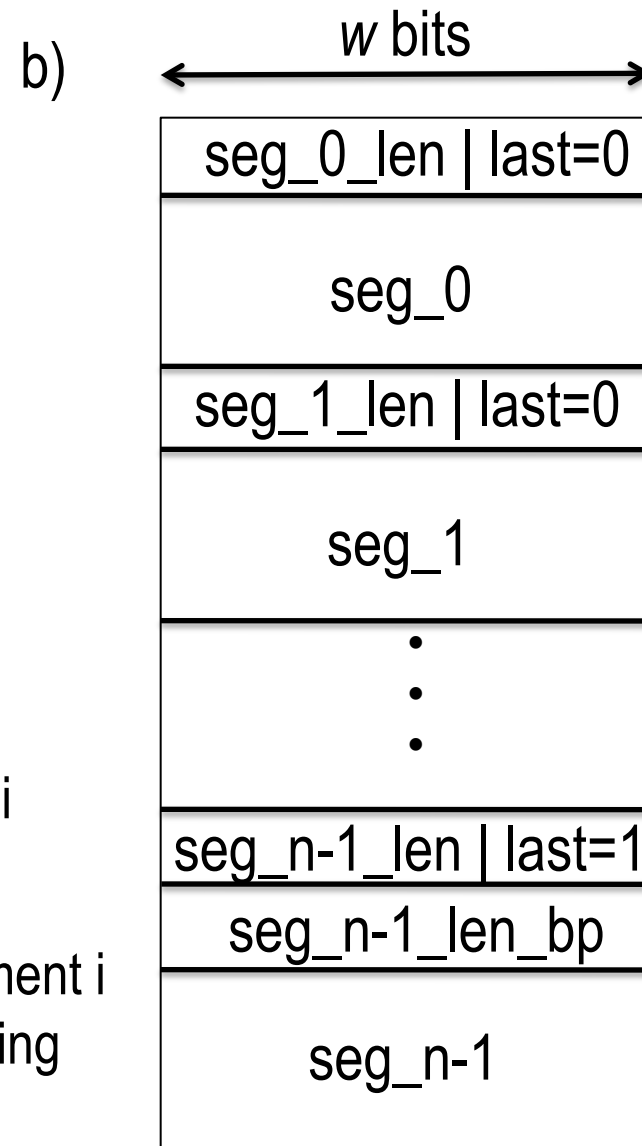 b)
w bits
seg_0_len | last=0
seg_0
seg_1_len | last=0
seg_1
i
seg_n-1_len | last=1
seg_n-1_len_bp
i
seg_n-1